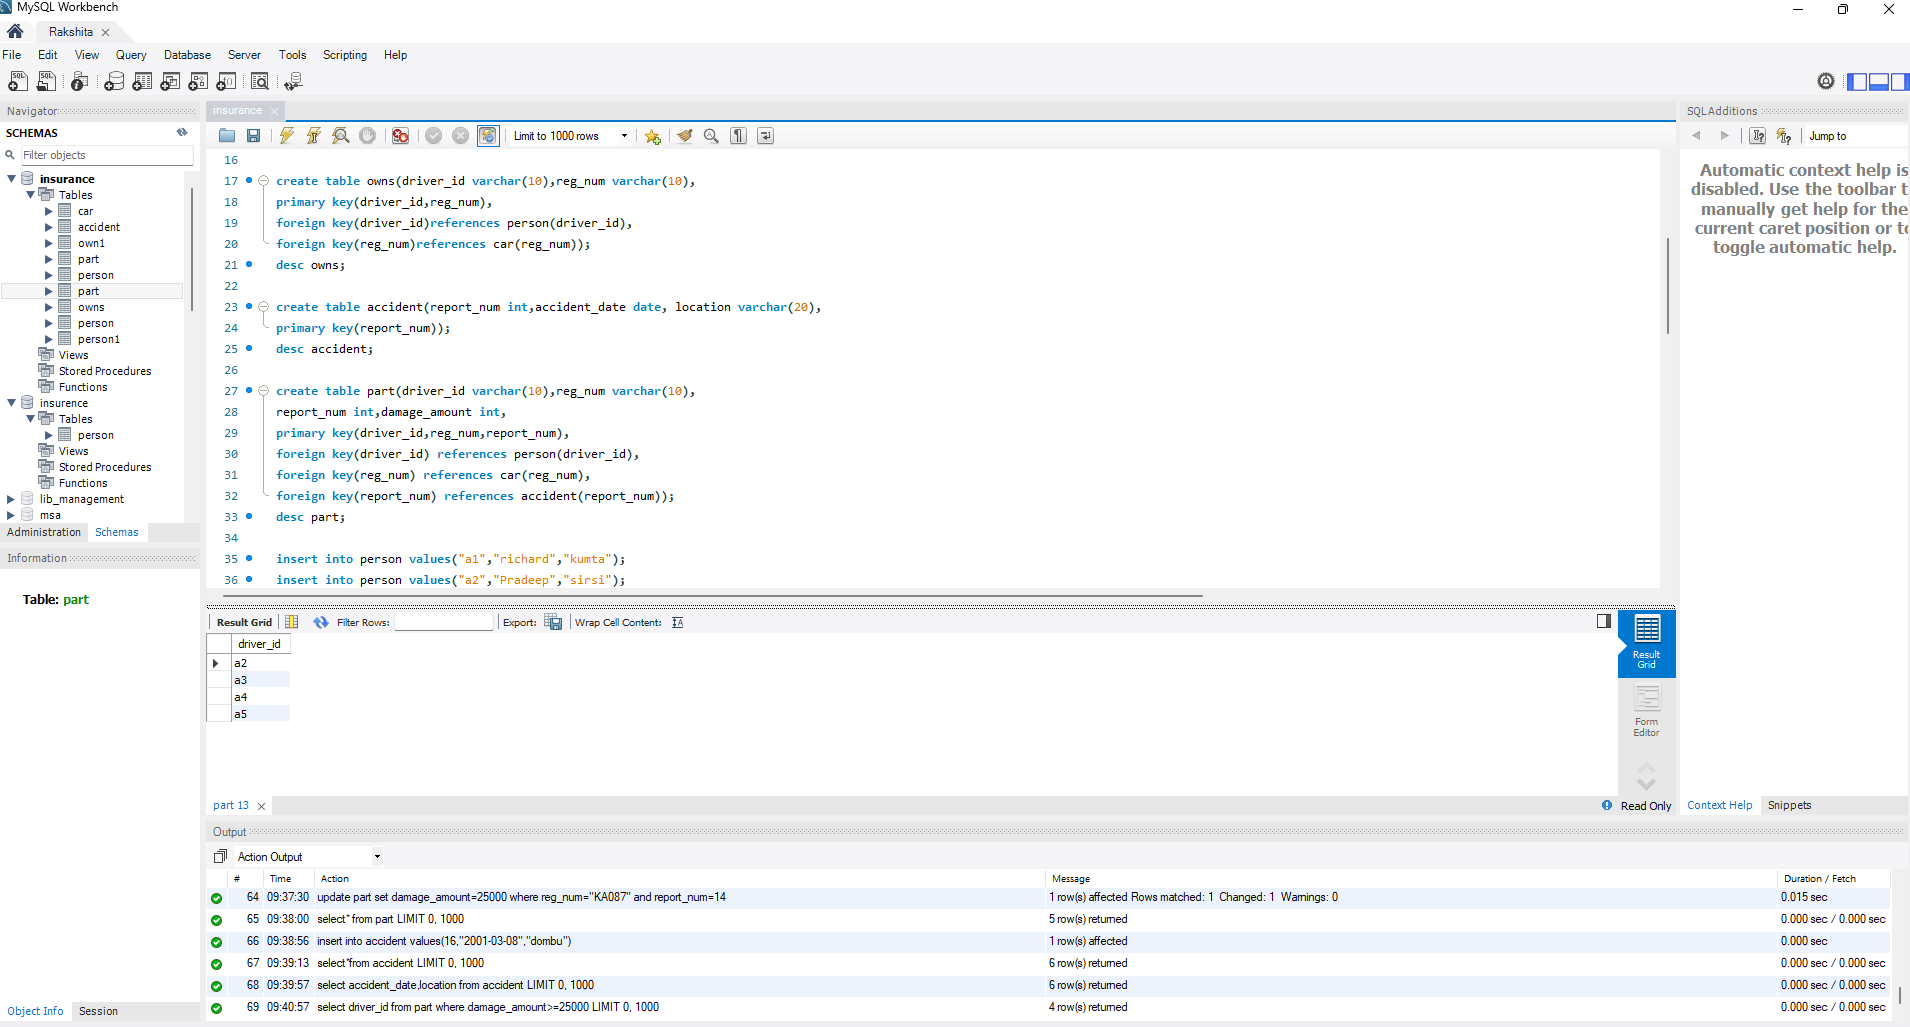 MySQL Workbench
Rakshita
File Edit View Query Database Server Tools Scripting Help
Navigator
SCHEMAS
Filter objects
insurance
Tables
car
accident
own1
part
person
part
owns
person
person1
Views
Stored Procedures
Functions
insurence
Tables
person
Views
Stored Procedures
Functions
lib_management
msa
Administration Schemas
Information
Table: part
Object Info Session
insurance
Limit to 1000 rows
16
17 create table owns(driver_id varchar(10),reg_num varchar(10),
18 primary key(driver_id,reg_num),
19 foreign key(driver_id)references person(driver_id),
20 foreign key(reg_num)references car(reg_num));
21 desc owns;
22
23 create table accident(report_num int,accident_date date, location varchar(20),
24 primary key(report_num));
25 desc accident;
26
27 create table part(driver_id varchar(10),reg_num varchar(10),
28 report_num int,damage_amount int,
29 primary key(driver_id,reg_num,report_num),
30 foreign key(driver_id) references person(driver_id),
31 foreign key(reg_num) references car(reg_num),
32 foreign key(report_num) references accident(report_num));
33 desc part;
34
35 insert into person values("a1","richard","kumta");
36 insert into person values("a2","Pradeep","sirsi");
Result Grid Filter Rows: Export: Wrap Cell Content:
driver_id
a2
a3
a4
a5
Result
Grid
Form
Editor
part 13
Read Only
SQLAdditions
Jump to
Automatic context help is
disabled. Use the toolbar t
manually get help for the
current caret position or to
toggle automatic help.
Context Help Snippets
Output
Action Output
# Time Action Message Duration / Fetch
64 09:37:30 update part set damage_amount=25000 where reg_num="KA087" and report_num=14 1 row(s) affected Rows matched: 1 Changed: 1 Warnings: 0 0.015 sec
65 09:38:00 select* from part LIMIT 0, 1000 5 row(s) returned 0.000 sec / 0.000 sec
66 09:38:56 insert into accident values(16,"2001-03-08","dombu") 1 row(s) affected 0.000 sec
67 09:39:13 select*from accident LIMIT 0, 1000 6 row(s) returned 0.000 sec / 0.000 sec
68 09:39:57 select accident_date,location from accident LIMIT 0, 1000 6 row(s) returned 0.000 sec / 0.000 sec
69 09:40:57 select driver_id from part where damage_amount>=25000 LIMIT 0, 1000 4 row(s) returned 0.000 sec / 0.000 sec